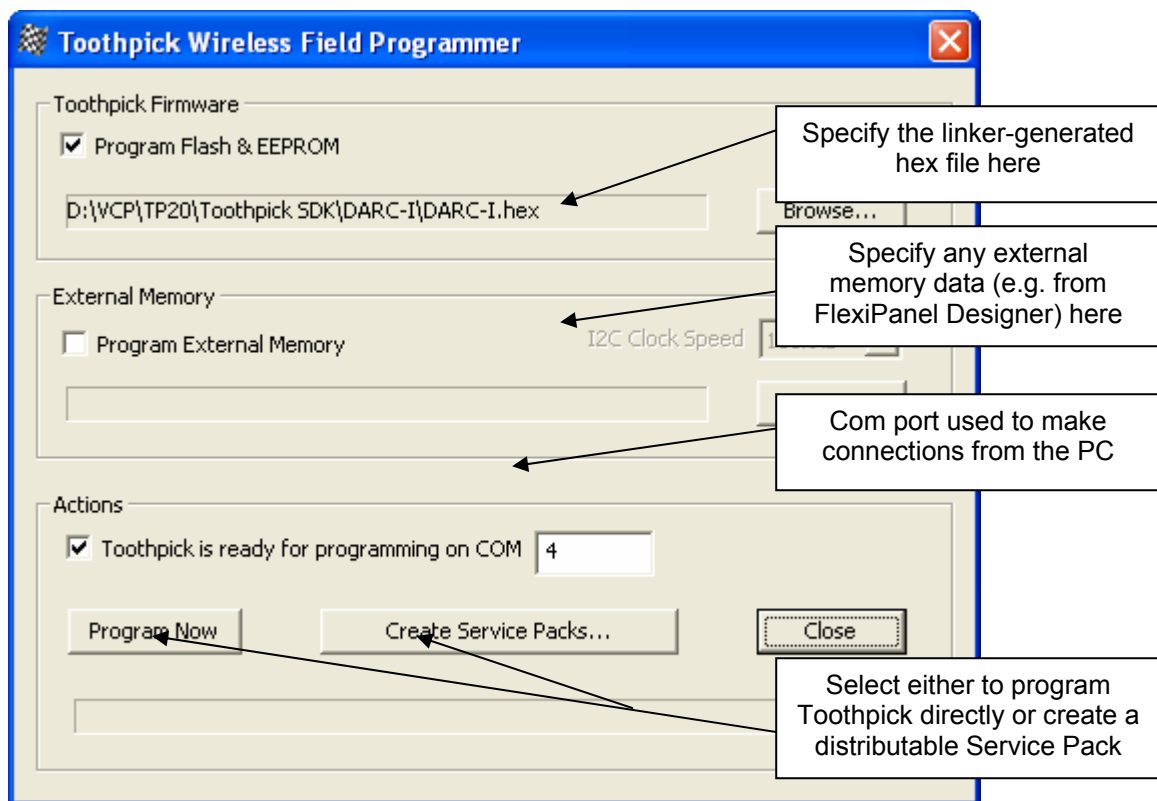 Toothpick Wireless Field Programmer
Toothpick Firmware
Program Flash & EEPROM
D:\VCP\TP20\Toothpick SDK\DARC-I\DARC-I.hex
Browse...
Specify the linker-generated
hex file here
External Memory
Program External Memory
I2C Clock Speed
Specify any external
memory data (e.g. from
FlexiPanel Designer) here
Com port used to make
connections from the PC
Actions
Toothpick is ready for programming on COM 4
Program Now
Create Service Packs...
Close
Select either to program
Toothpick directly or create a
distributable Service Pack